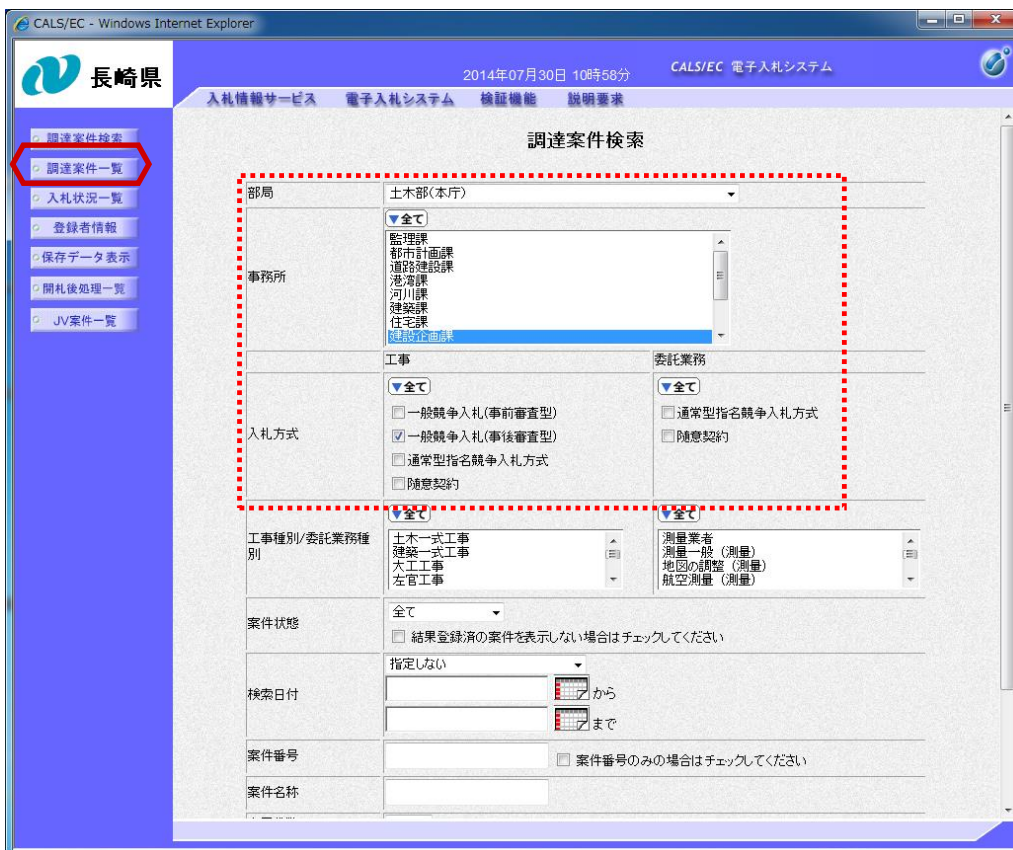 CALS/EC - Windows Internet Explorer
長崎県
2014年07月30日 10時58分
CALS/EC 電子入札システム
入札情報サービス 電子入札システム 検証機能 説明要求
調達案件検索
調達案件一覧
入札状況一覧
登録者情報
保存データ表示
開札後処理一覧
JV案件一覧
調達案件検索
部局 土木部(本庁)
事務所
▼全て
監理課
都市計画課
道路建設課
港湾課
河川課
建築課
住宅課
建設企画課
工事 委託業務
入札方式
▼全て ▼全て
一般競争入札(事前審査型) 通常型指名競争入札方式
一般競争入札(事後審査型) 随意契約
通常型指名競争入札方式
随意契約
工事種別/委託業務種別
▼全て ▼全て
土木一式工事 測量業者
建築一式工事 測量一般（測量）
大工工事 地図の調整（測量）
左官工事 航空測量（測量）
案件状態 全て
結果登録済の案件を表示しない場合はチェックしてください
検索日付 指定しない
から
まで
案件番号 案件番号のみの場合はチェックしてください
案件名称